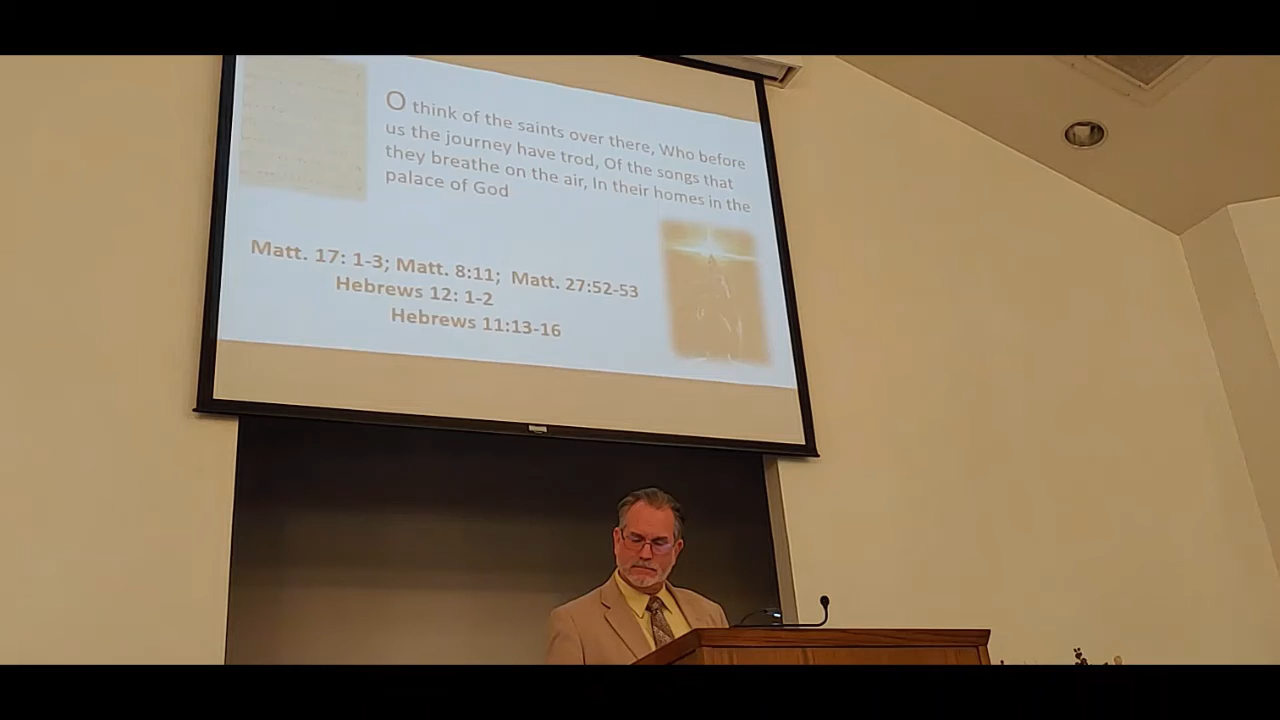 O think of the saints over there, Who before
us the journey have trod, Of the songs that
they breathe on the air, In their homes in the
palace of God
Matt. 17: 1-3; Matt. 8:11; Matt. 27:52-53
Hebrews 12: 1-2
Hebrews 11:13-16